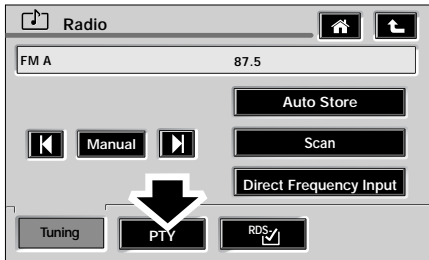 Radio
FM A 87.5
Auto Store
Manual
Scan
Direct Frequency Input
Tuning
PTY
RDS